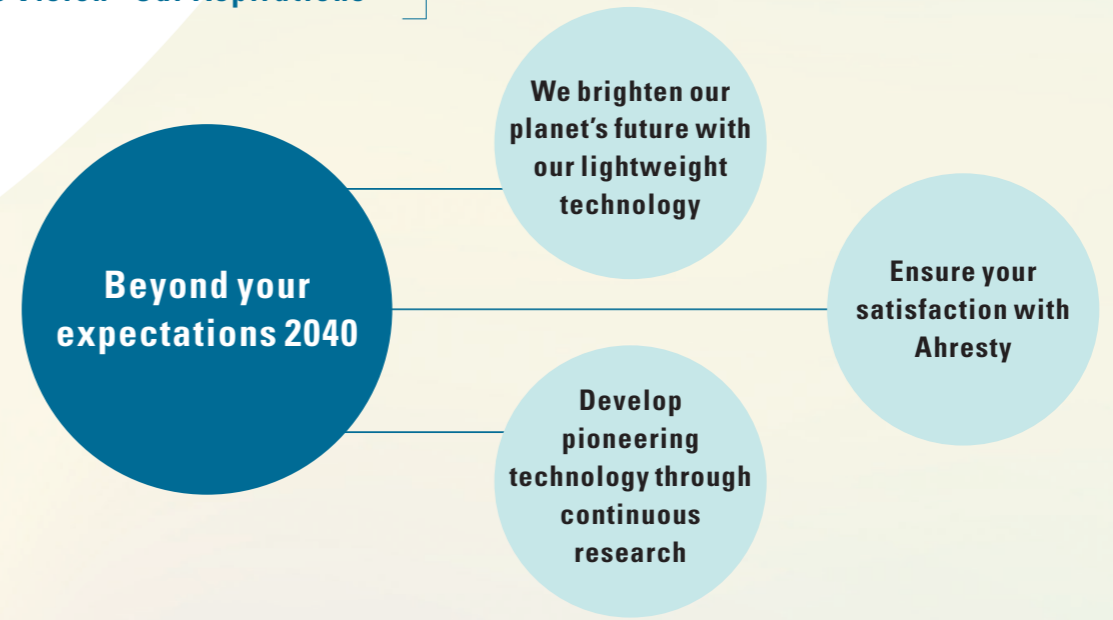 Beyond your
expectations 2040
We brighten our
planet's future with
our lightweight
technology
Ensure your
satisfaction with
Ahresty
Develop
pioneering
technology through
continuous
research